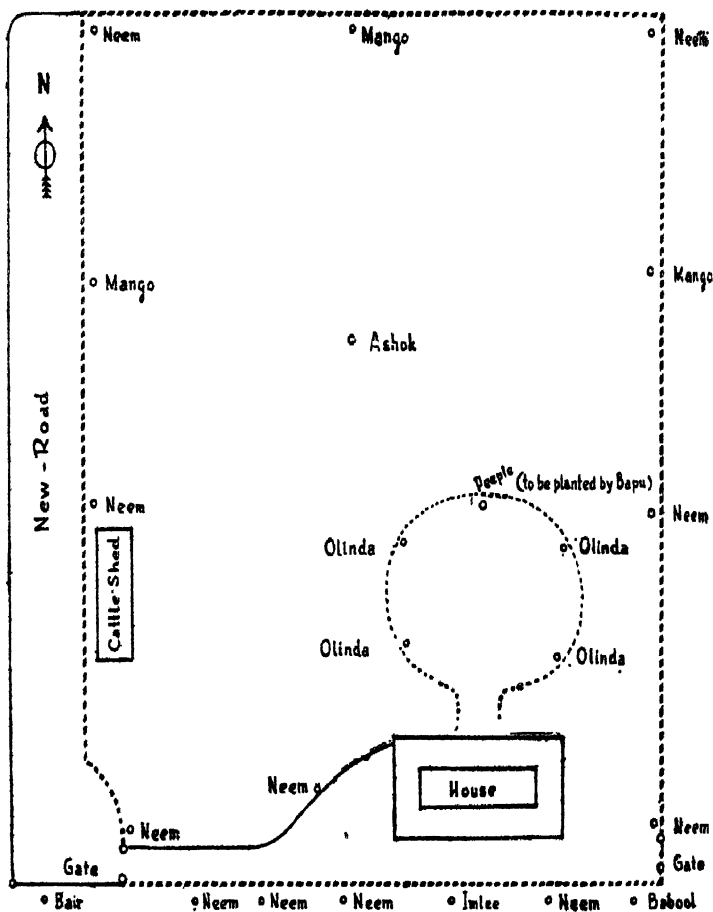 Neem
Mango
Neem
N
Mango
Mango
Ashok
New-Road
Peeple (to be planted by Bapu)
Neem
Neem
Olinda
Olinda
Cattle-Shed
Olinda
Olinda
Neem
House
Neem
Neem
Gate
Gate
Bair
Neem
Neem
Neem
Imlee
Neem
Babool